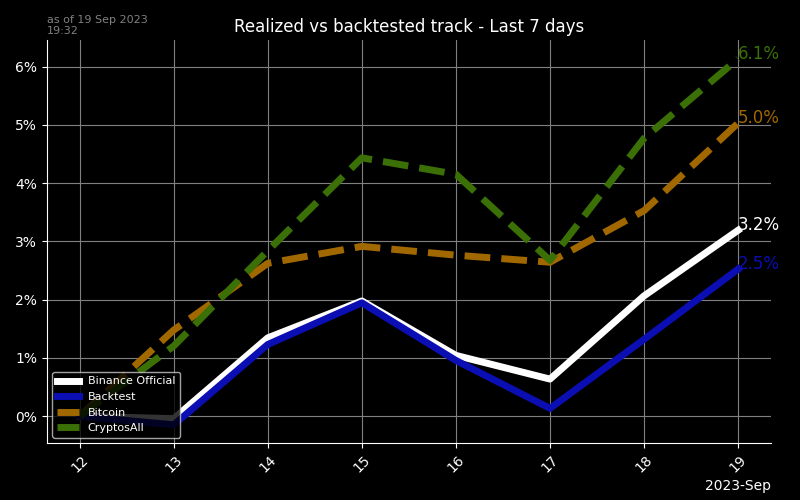 as of 19 Sep 2023
19:32
Realized vs backtested track - Last 7 days
6.1%
6%
5.0%
5%
4%
3.2%
3%
2.5%
2%
1%
0%
Binance Official
Backtest
Bitcoin
CryptosAll
12
13
14
15
16
17
18
19
2023-Sep